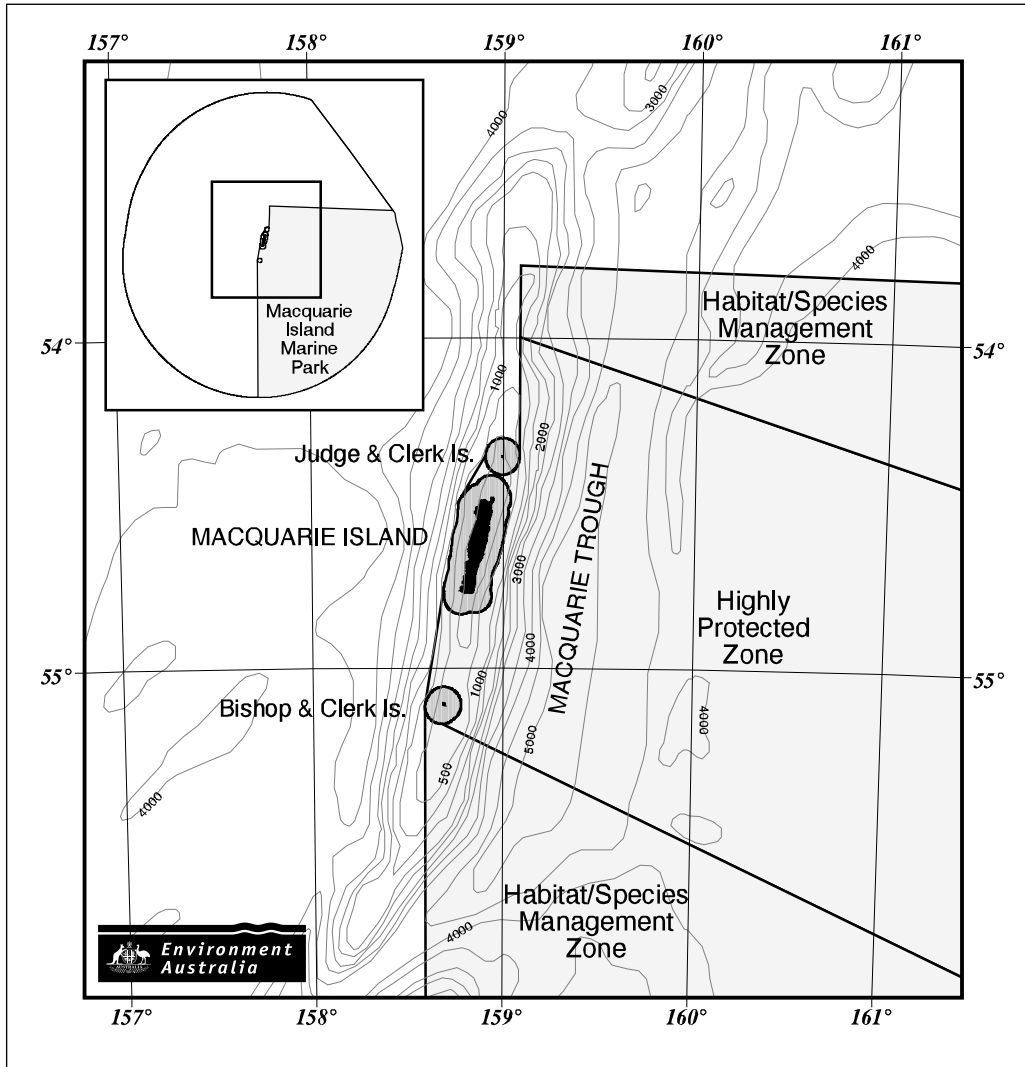 157°
158°
159°
160°
161°
4000
3000
Macquarie
Island
Marine
Park
4000
Habitat/Species
Management
Zone
54°
54°
1000
2000
Judge & Clerk Is.
MACQUARIE ISLAND
MACQUARIE TROUGH
3000
Highly
Protected
Zone
4000
55°
55°
1000
Bishop & Clerk Is.
4000
5000
500
4000
Habitat/Species
Management
Zone
4000
AUSTRALIA
Environment
Australia
157°
158°
159°
160°
161°